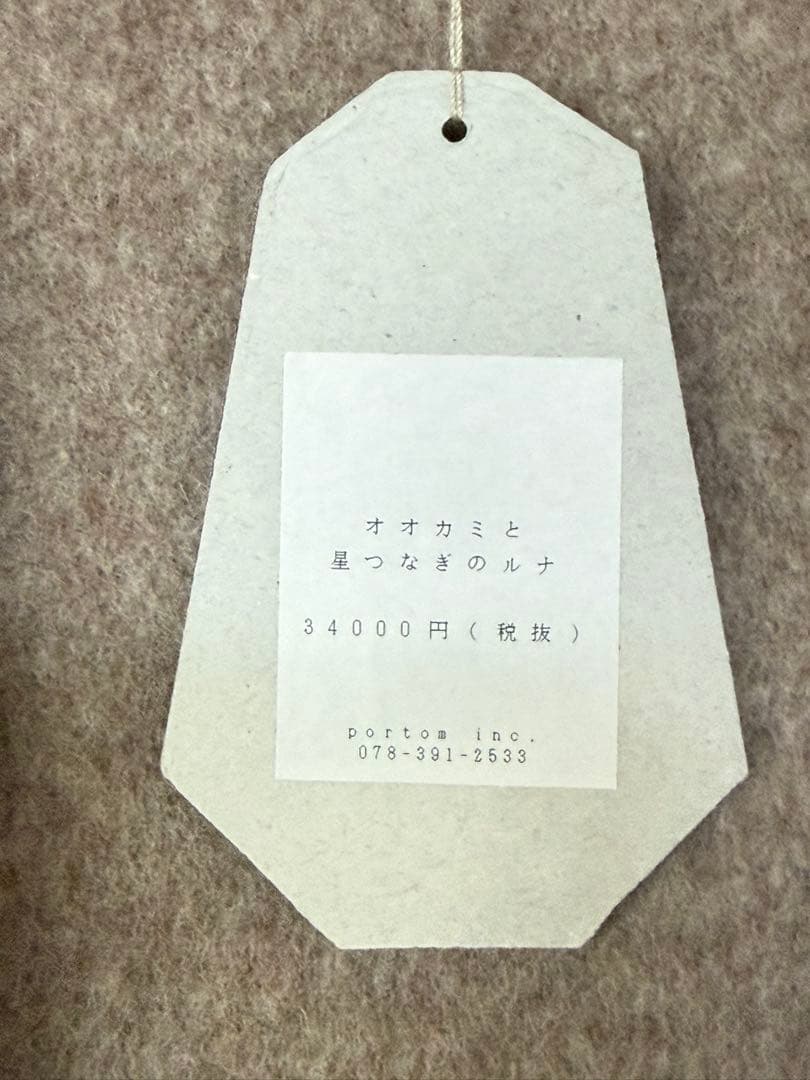 オオカミと
星つなぎのルナ
34000円(税抜)
portom inc.
078-391-2533